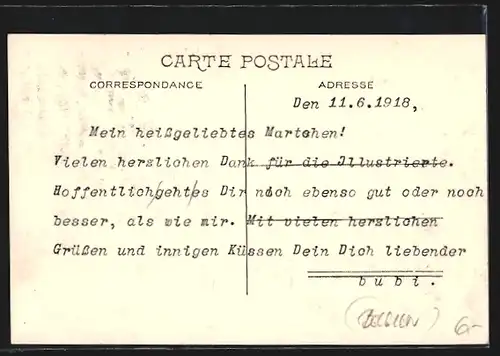 CARTE POSTALE
CORRESPONDANCE ADRESSE
Den 11.6.1918,
Mein heißgeliebtes Martchen!
Vielen herzlichen Dank für die Illustrierte.
Hoffentlich gehts Dir noch ebenso gut oder noch
besser, als wie mir. Mit vielen herzlichen
Grüßen und innigen Küssen Dein Dich liebender
bubi.
6.-